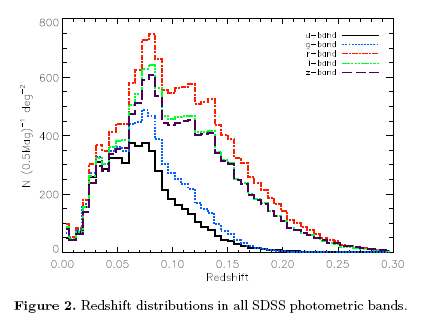 800
600
400
200
0
N (0.5Mag)⁻¹ deg⁻²
u-band
g-band
r-band
i-band
z-band
0.00 0.05 0.10 0.15 0.20 0.25 0.30
Redshift
Figure 2. Redshift distributions in all SDSS photometric bands.